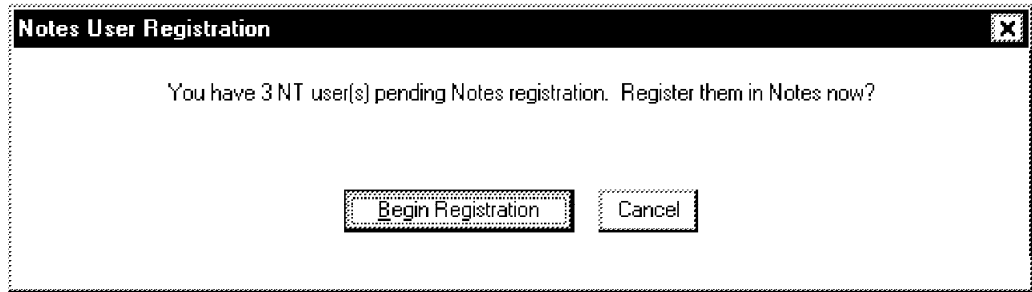 Notes User Registration
You have 3 NT user(s) pending Notes registration. Register them in Notes now?
Begin Registration Cancel